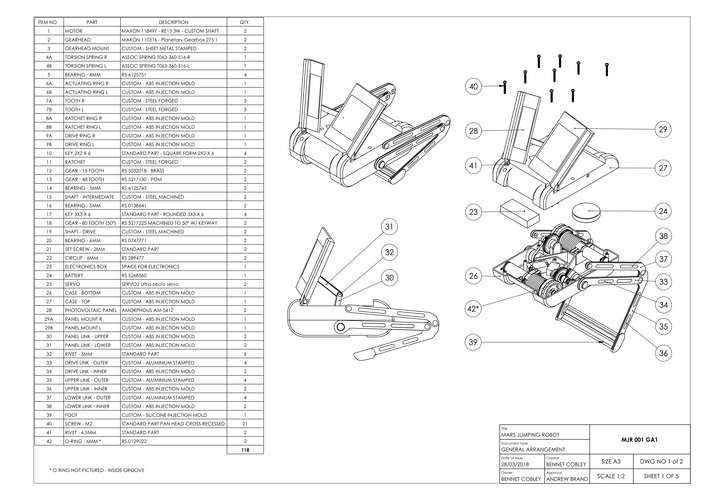 ITEM NO. PART DESCRIPTION QTY.
1 MOTOR MAXON 118497 - RE13 3W - CUSTOM SHAFT 2
2 GEARHEAD MAXON 110316 - Planetary Gearbox 275:1 2
3 GEARHEAD MOUNT CUSTOM - SHEET METAL STAMPED 2
4A TORSION SPRING R ASSOC SPRING T063-360-516-R 1
4B TORSION SPRING L ASSOC SPRING T063-360-516-L 1
5 BEARING - 4MM RS 6125751 4
6A ACTUATING RING R CUSTOM - ABS INJECTION MOLD 1
6B ACTUATING RING L CUSTOM - ABS INJECTION MOLD 1
7A TOOTH R CUSTOM - STEEL FORGED 3
7B TOOTH L CUSTOM - STEEL FORGED 3
8A RATCHET RING R CUSTOM - ABS INJECTION MOLD 1
8B RATCHET RING L CUSTOM - ABS INJECTION MOLD 1
9A DRIVE RING R CUSTOM - ABS INJECTION MOLD 1
9B DRIVE RING L CUSTOM - ABS INJECTION MOLD 1
10 KEY 2X2 X 6 STANDARD PART - SQUARE FORM 2X2 X 6 4
11 RATCHET CUSTOM - STEEL FORGED 2
12 GEAR - 15 TOOTH RS 5052018 - BRASS 2
13 GEAR - 48 TOOTH RS 5217130 - POM 2
14 BEARING - 3MM RS 6125745 2
15 SHAFT - INTERMEDIATE CUSTOM - STEEL MACHINED 2
16 BEARING - 5MM RS 0138641 2
17 KEY 3X3 X 6 STANDARD PART - ROUNDED 3X3 X 6 4
18 GEAR - 80 TOOTH (50°) RS 5217225 MACHINED TO 50° W/ KEYWAY 2
19 SHAFT - DRIVE CUSTOM - STEEL MACHINED 2
20 BEARING - 6MM RS 0747771 2
21 SET SCREW - 2MM STANDARD PART 2
22 CIRCLIP - 6MM RS 289477 2
23 ELECTRONICS BOX SPACE FOR ELECTRONICS 1
24 BATTERY RS 5268560 1
25 SERVO SERVO2 Ultra-Micro servo 2
26 CASE - BOTTOM CUSTOM - ABS INJECTION MOLD 1
27 CASE - TOP CUSTOM - ABS INJECTION MOLD 1
28 PHOTOVOLTAIC PANEL AMORPHOUS AM-5412 2
29A PANEL MOUNT R CUSTOM - ABS INJECTION MOLD 1
29B PANEL MOUNT L CUSTOM - ABS INJECTION MOLD 1
30 PANEL LINK - UPPER CUSTOM - ABS INJECTION MOLD 2
31 PANEL LINK - LOWER CUSTOM - ABS INJECTION MOLD 2
32 RIVET - 3MM STANDARD PART 6
33 DRIVE LINK - OUTER CUSTOM - ALUMINIUM STAMPED 4
34 DRIVE LINK - INNER CUSTOM - ABS INJECTION MOLD 2
35 UPPER LINK - OUTER CUSTOM - ALUMINIUM STAMPED 4
36 UPPER LINK - INNER CUSTOM - ABS INJECTION MOLD 2
37 LOWER LINK - OUTER CUSTOM - ALUMINIUM STAMPED 4
38 LOWER LINK - INNER CUSTOM - ABS INJECTION MOLD 2
39 FOOT CUSTOM - SILICONE INJECTION MOLD 1
40 SCREW - M2 STANDARD PART PAN HEAD CROSS RECESSED 21
41 RIVET - 4.5MM STANDARD PART 2
42 O-RING - 6MM * RS 0129022 2
118
* O RING NOT PICTURED - INSIDE GROOVE
40
28
29
41
27
23
24
31
32
30
38
37
26
33
42*
34
35
39
36
Title
MARS JUMPING ROBOT
Document type
GENERAL ARRANGEMENT
MJR 001 GA1
Date of issue
28/03/2018
Creator
BENNET COBLEY
SIZE A3
DWG NO 1 of 2
Owner
BENNET COBLEY
Approval
ANDREW BRAND
SCALE 1:2
SHEET 1 OF 5